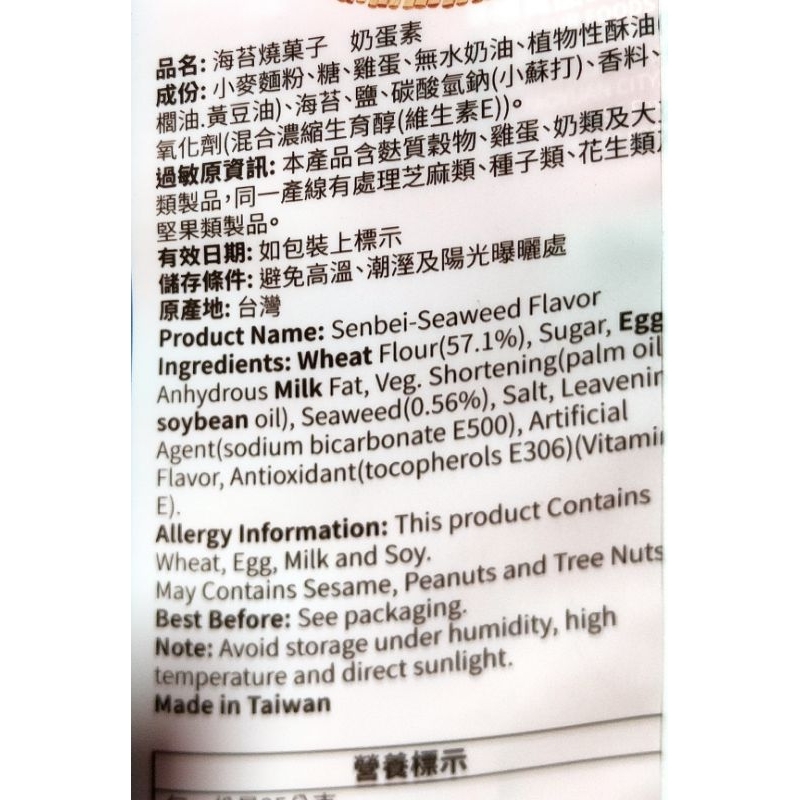 品名: 海苔燒菓子 奶蛋素
成份: 小麥麵粉、糖、雞蛋、無水奶油、植物性酥油(
櫚油.黃豆油)、海苔、鹽、碳酸氫鈉(小蘇打)、香料、
氧化劑(混合濃縮生育醇(維生素E))。
過敏原資訊: 本產品含麩質穀物、雞蛋、奶類及大
類製品,同一產線有處理芝麻類、種子類、花生類及
堅果類製品。
有效日期: 如包裝上標示
儲存條件: 避免高溫、潮溼及陽光曝曬處
原產地: 台灣
Product Name: Senbei-Seaweed Flavor
Ingredients: Wheat Flour(57.1%), Sugar, Egg
Anhydrous Milk Fat, Veg. Shortening(palm oil
soybean oil), Seaweed(0.56%), Salt, Leavenin
Agent(sodium bicarbonate E500), Artificial
Flavor, Antioxidant(tocopherols E306)(Vitamin
E).
Allergy Information: This product Contains
Wheat, Egg, Milk and Soy.
May Contains Sesame, Peanuts and Tree Nuts
Best Before: See packaging.
Note: Avoid storage under humidity, high
temperature and direct sunlight.
Made in Taiwan
營養標示